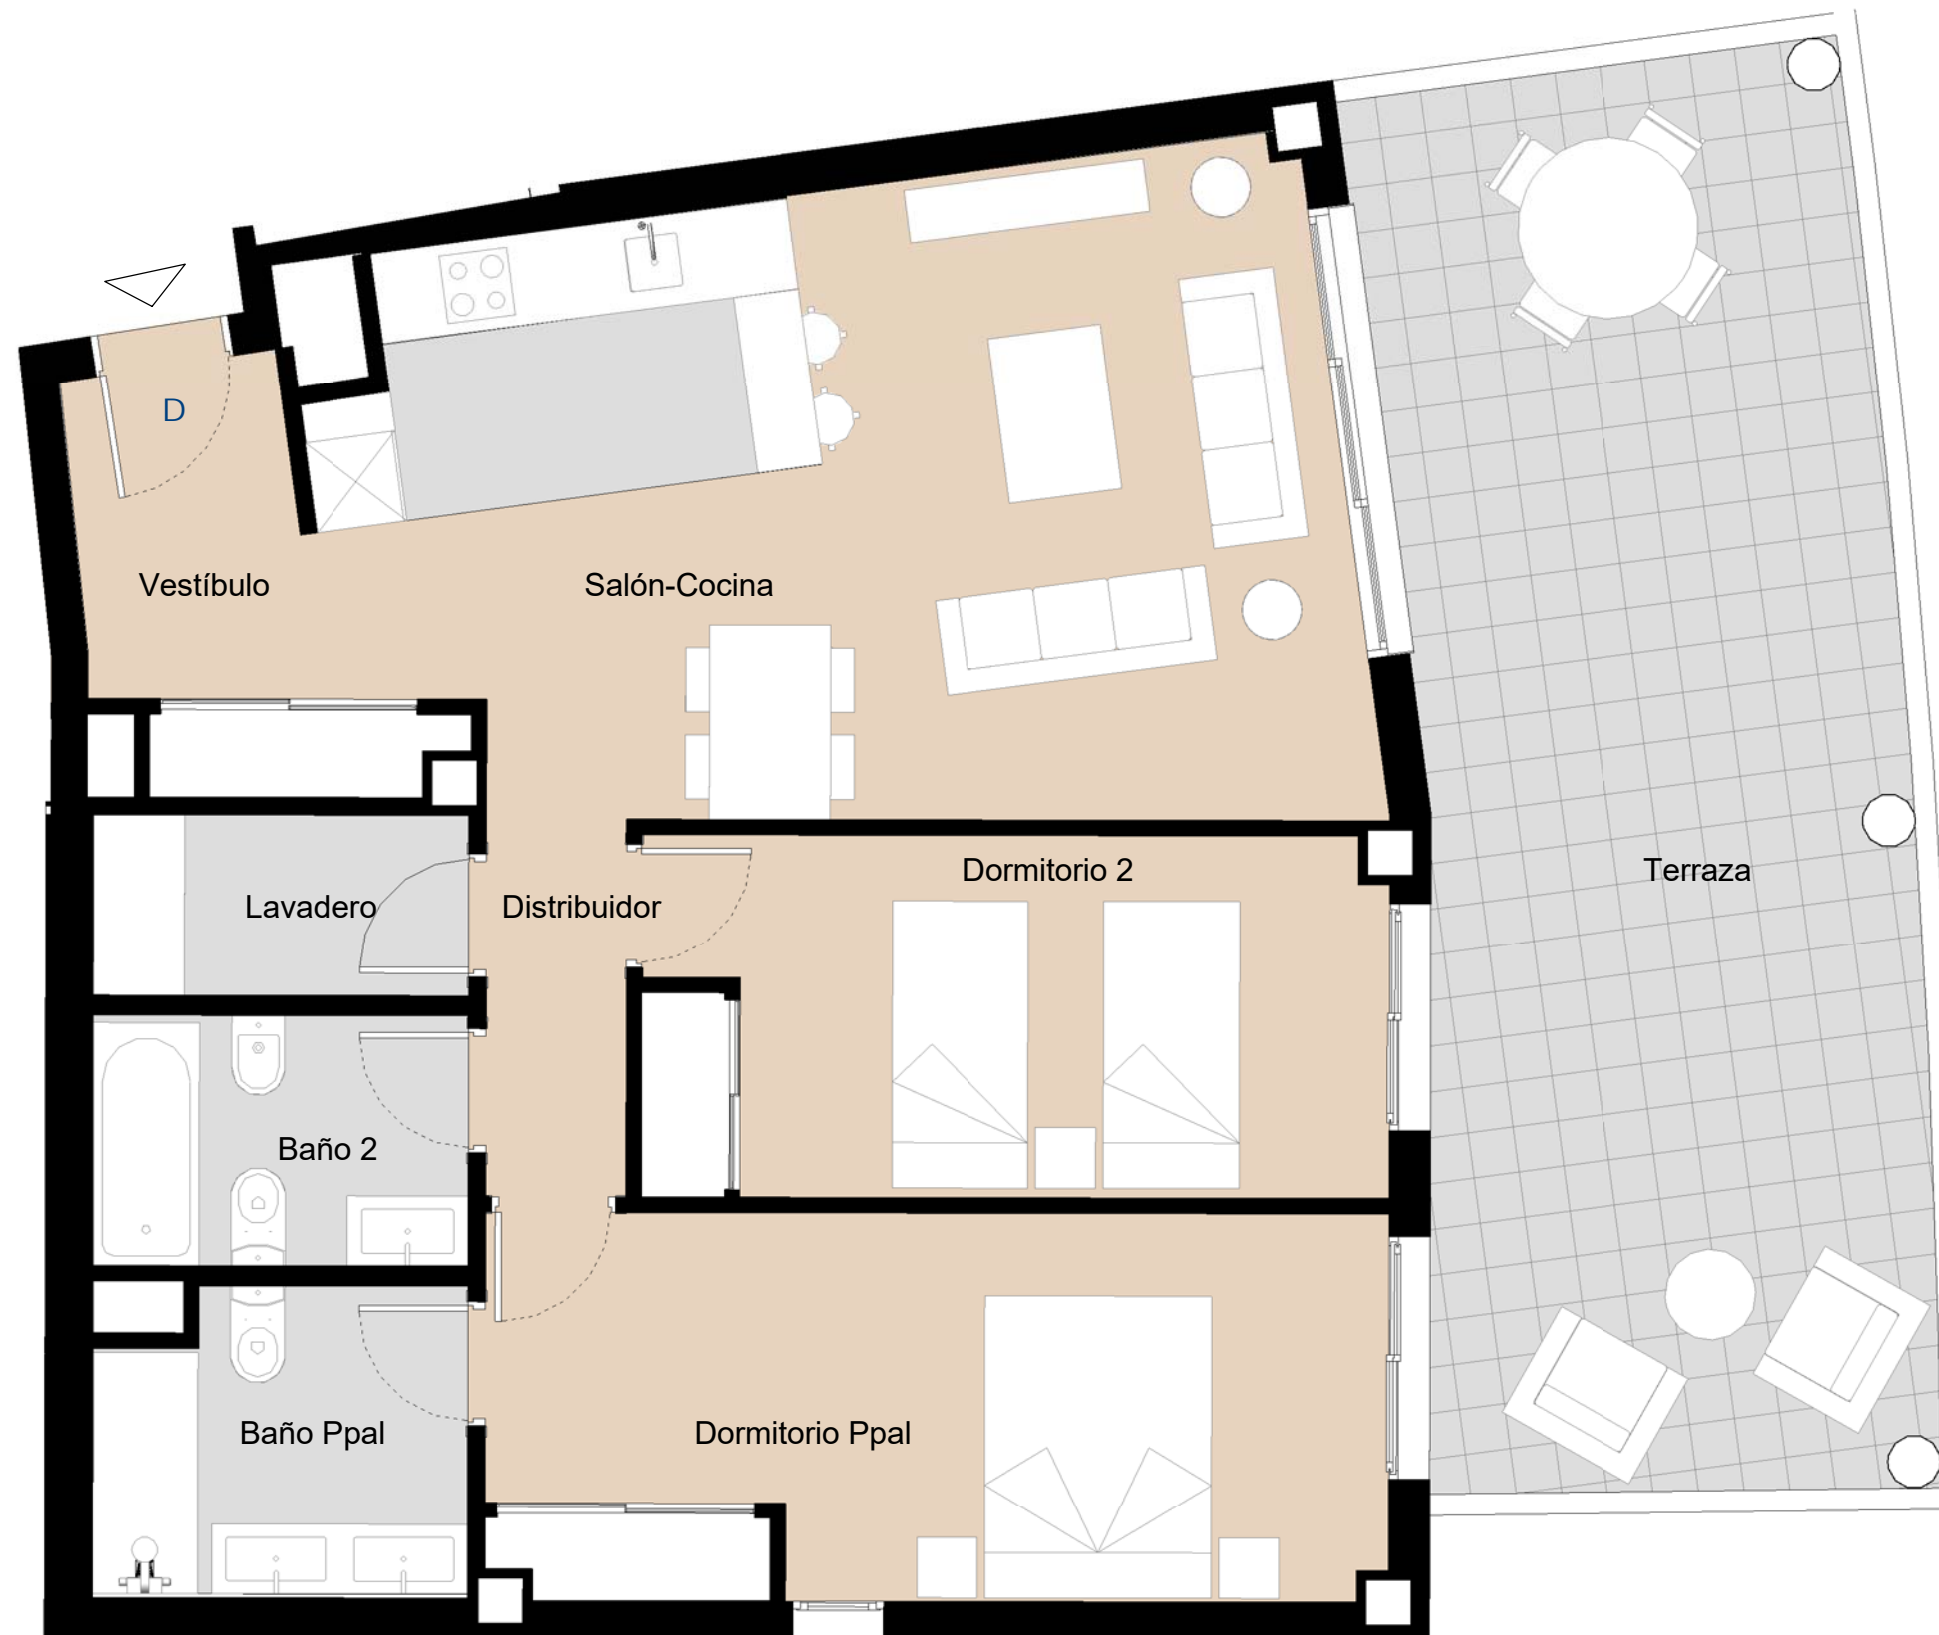 D
Vestíbulo
Salón-Cocina
Dormitorio 2
Terraza
Lavadero
Distribuidor
Baño 2
Baño Ppal
Dormitorio Ppal